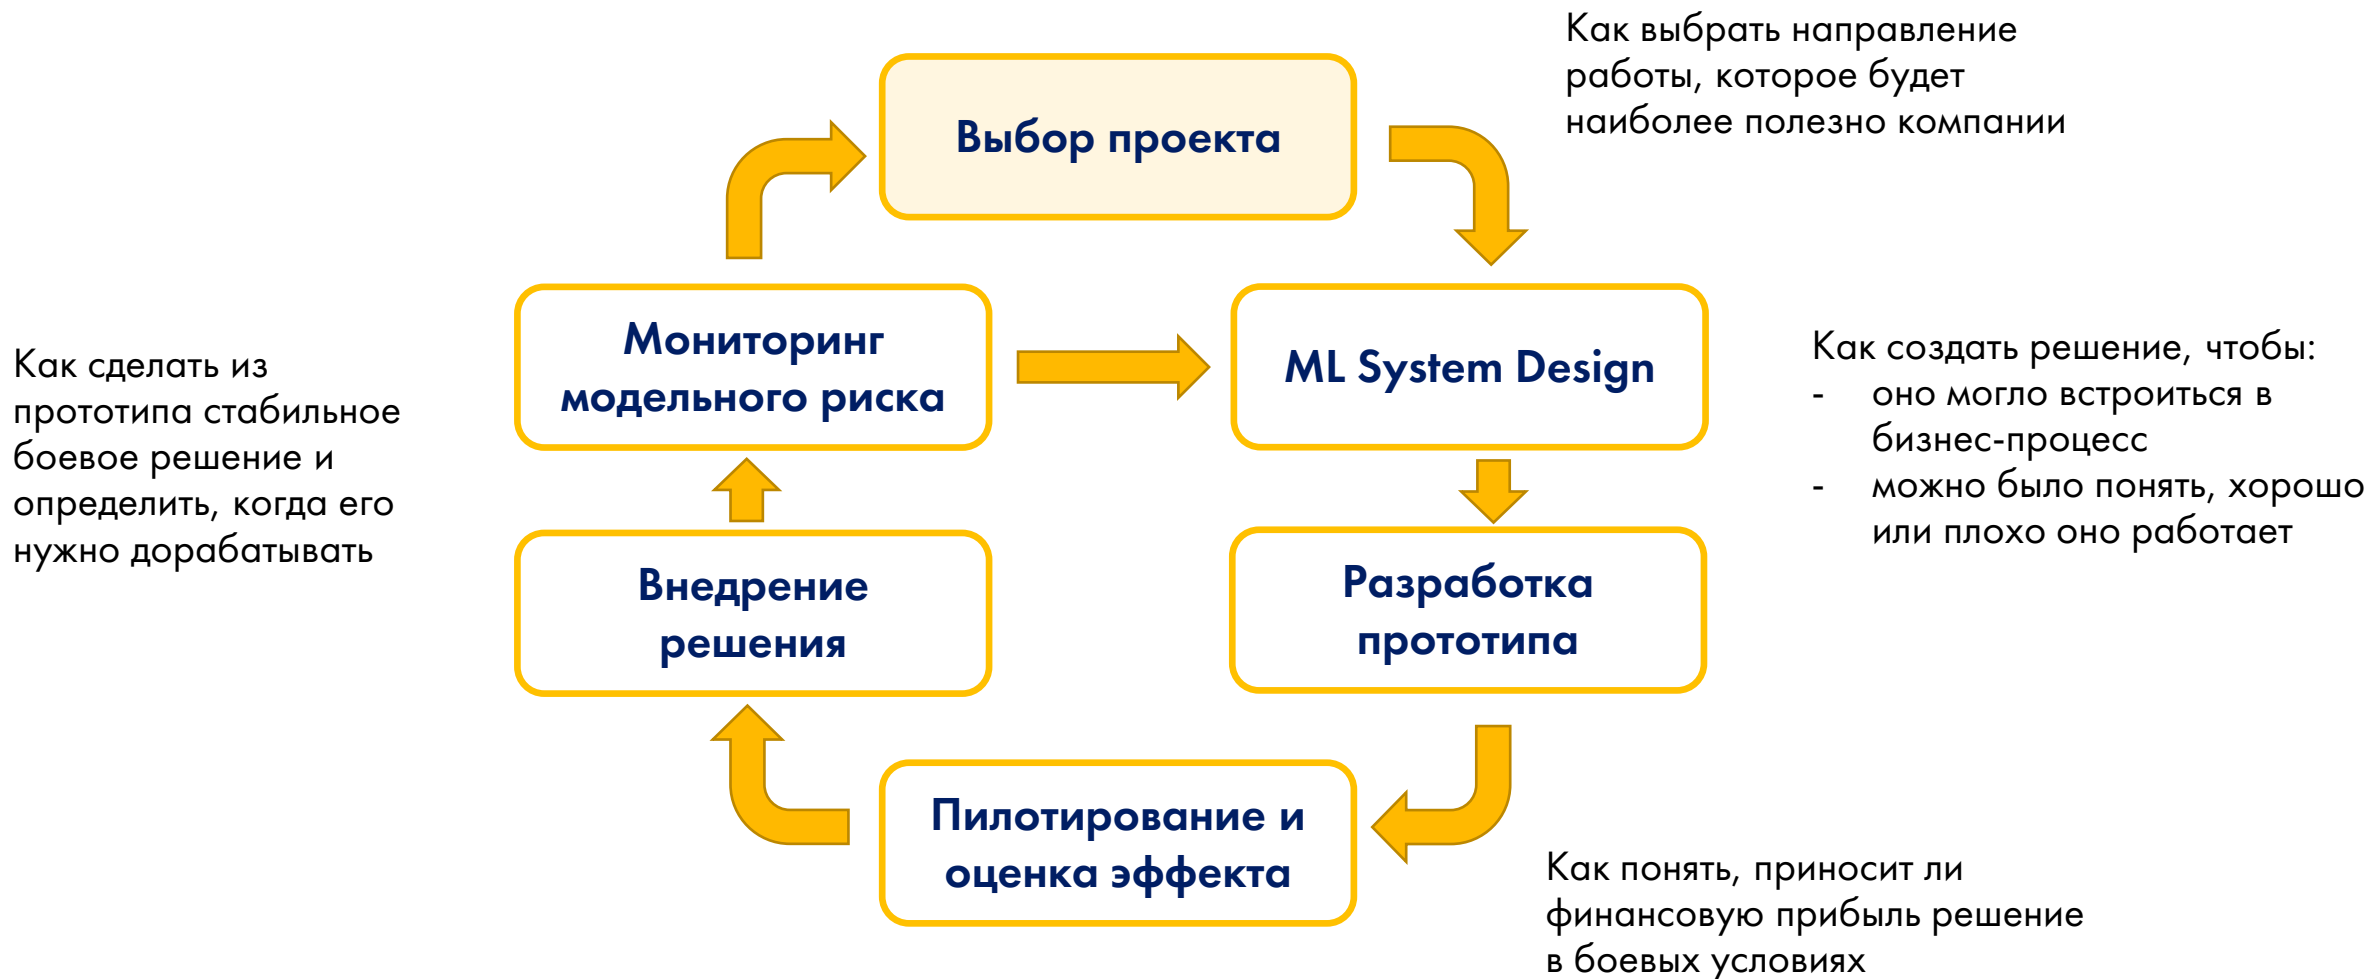 Как выбрать направление
работы, которое будет
наиболее полезно компании
Выбор проекта
Мониторинг
модельного риска
ML System Design
Как сделать из
прототипа стабильное
боевое решение и
определить, когда его
нужно дорабатывать
Как создать решение, чтобы:
- оно могло встроиться в
бизнес-процесс
- можно было понять, хорошо
или плохо оно работает
Внедрение
решения
Разработка
прототипа
Пилотирование и
оценка эффекта
Как понять, приносит ли
финансовую прибыль решение
в боевых условиях